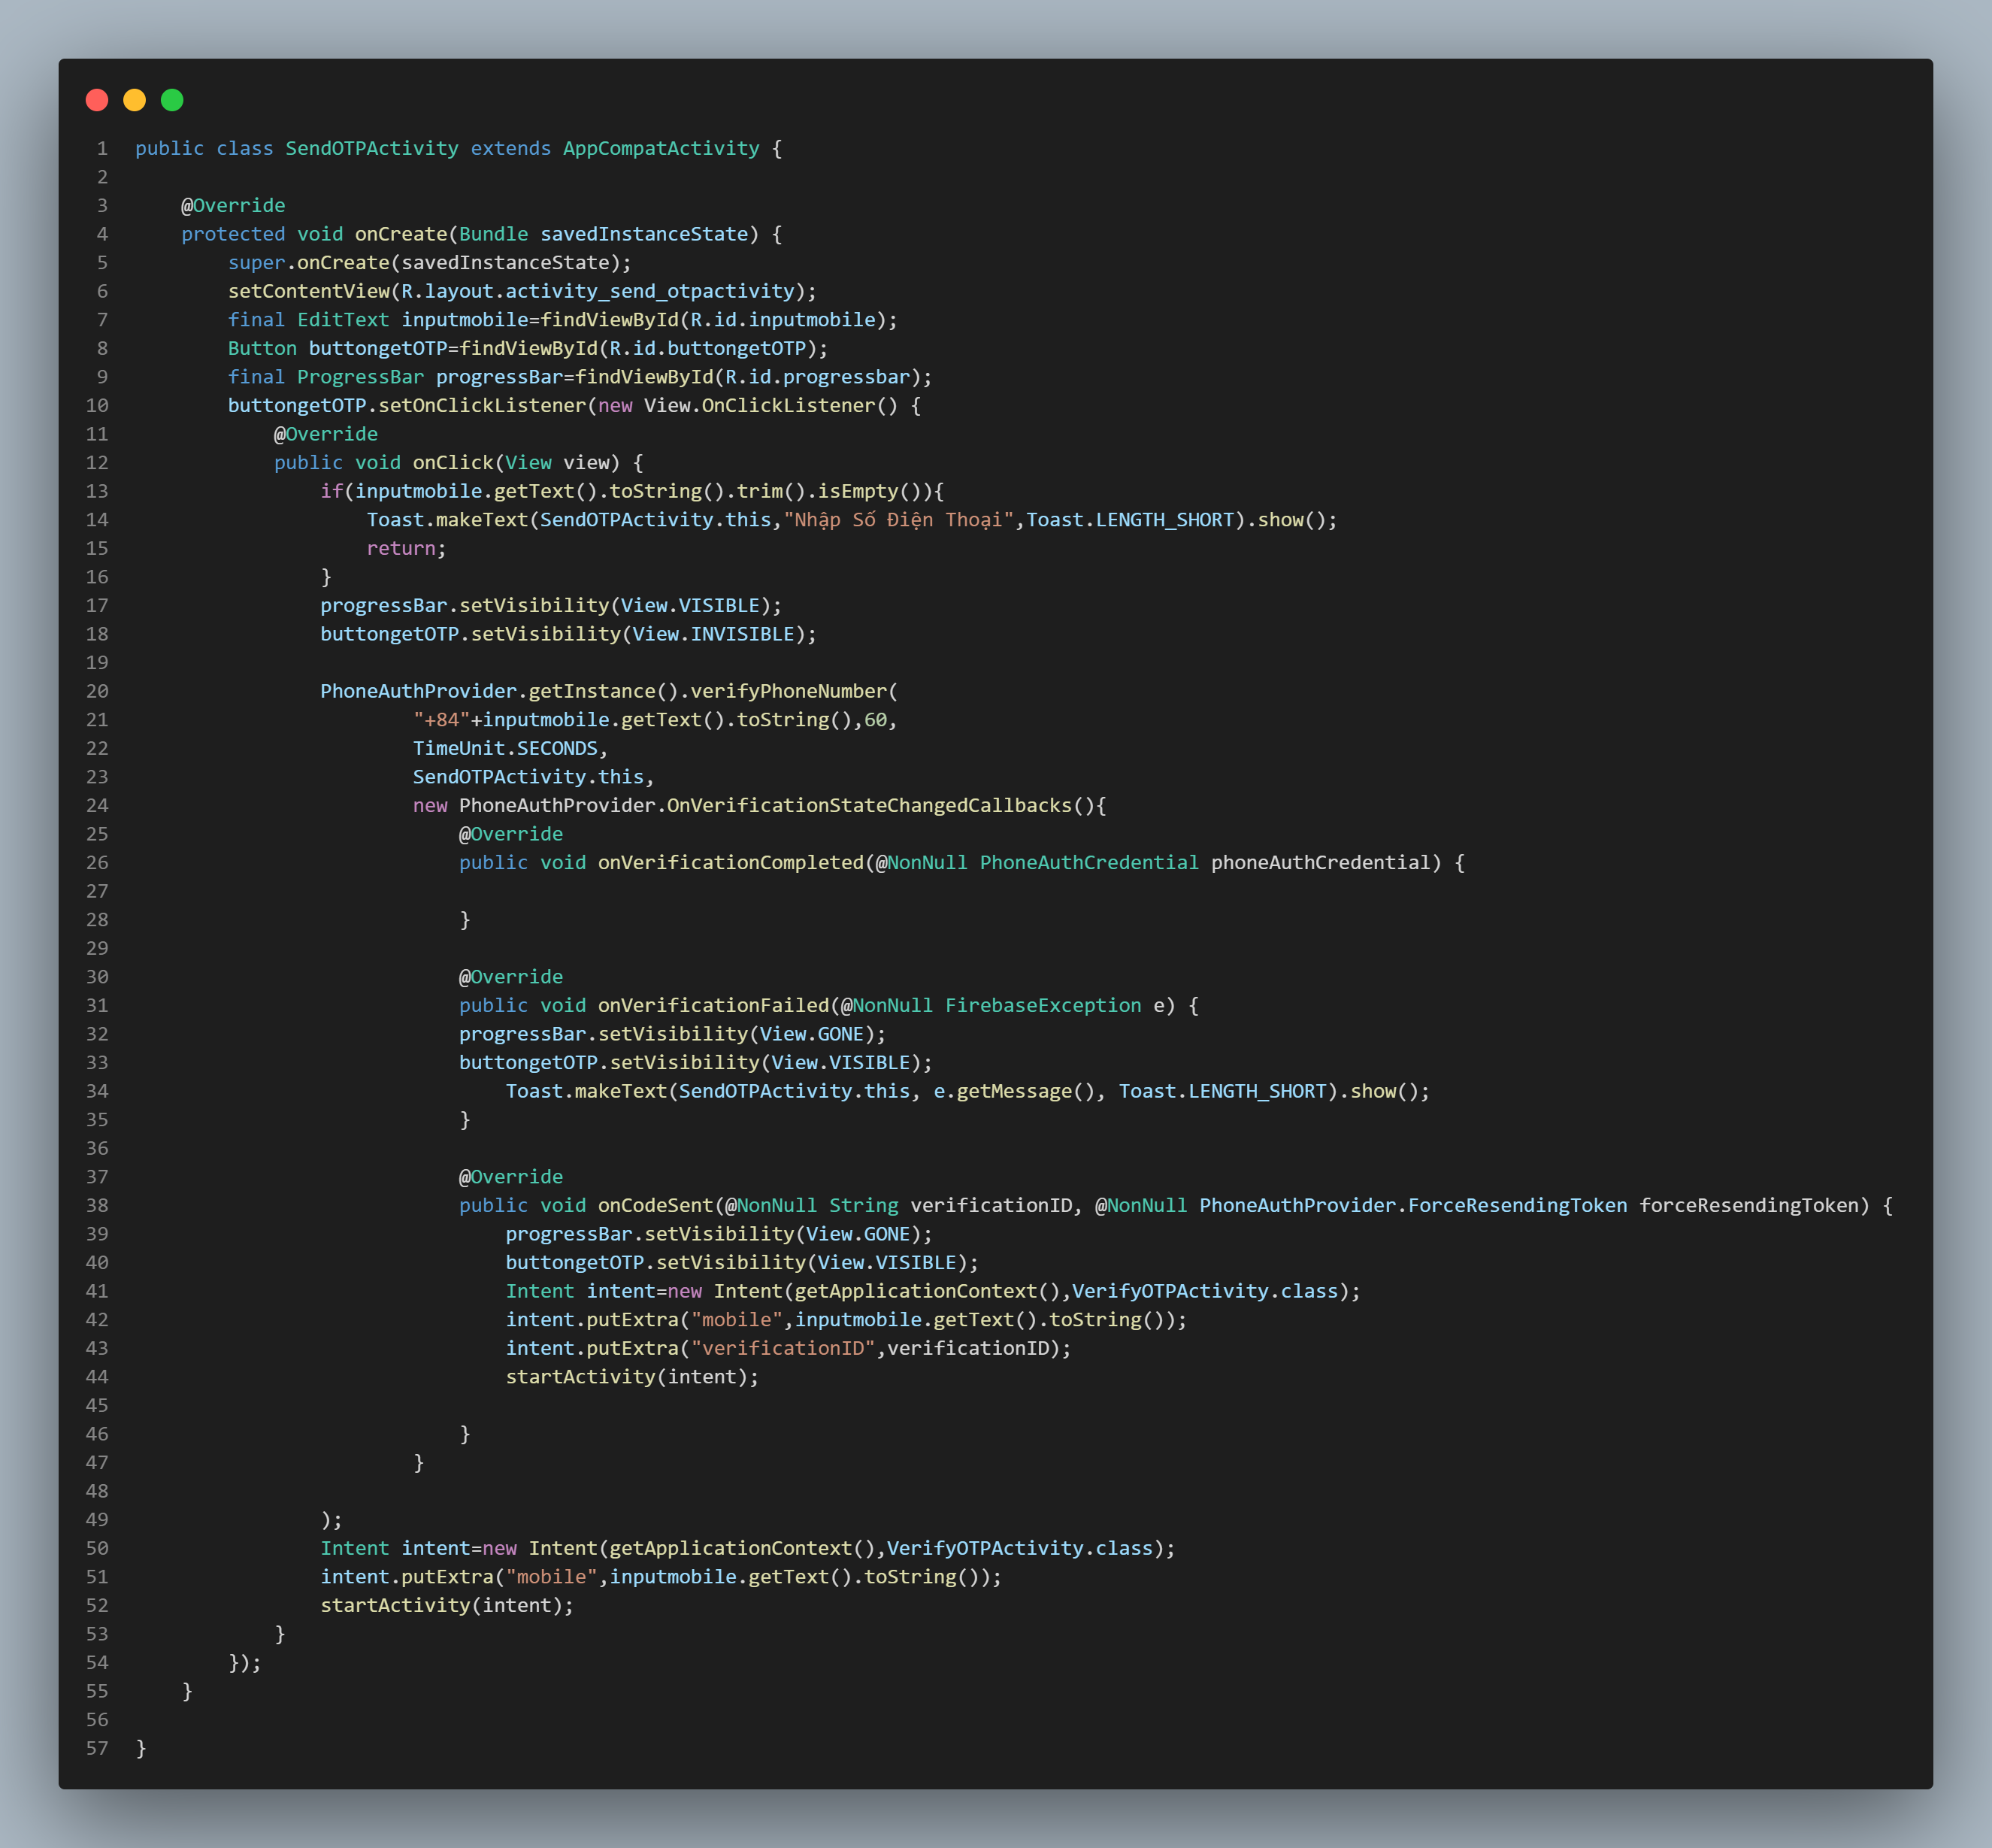 1 public class SendOTPActivity extends AppCompatActivity {
2
3     @Override
4     protected void onCreate(Bundle savedInstanceState) {
5         super.onCreate(savedInstanceState);
6         setContentView(R.layout.activity_send_otpactivity);
7         final EditText inputmobile=findViewById(R.id.inputmobile);
8         Button buttongetOTP=findViewById(R.id.buttongetOTP);
9         final ProgressBar progressBar=findViewById(R.id.progressbar);
10         buttongetOTP.setOnClickListener(new View.OnClickListener() {
11             @Override
12             public void onClick(View view) {
13                 if(inputmobile.getText().toString().trim().isEmpty()){
14                     Toast.makeText(SendOTPActivity.this,"Nhập Số Điện Thoại",Toast.LENGTH_SHORT).show();
15                     return;
16                 }
17                 progressBar.setVisibility(View.VISIBLE);
18                 buttongetOTP.setVisibility(View.INVISIBLE);
19
20                 PhoneAuthProvider.getInstance().verifyPhoneNumber(
21                         "+84"+inputmobile.getText().toString(),60,
22                         TimeUnit.SECONDS,
23                         SendOTPActivity.this,
24                         new PhoneAuthProvider.OnVerificationStateChangedCallbacks(){
25                             @Override
26                             public void onVerificationCompleted(@NonNull PhoneAuthCredential phoneAuthCredential) {
27
28                             }
29
30                             @Override
31                             public void onVerificationFailed(@NonNull FirebaseException e) {
32                             progressBar.setVisibility(View.GONE);
33                             buttongetOTP.setVisibility(View.VISIBLE);
34                                 Toast.makeText(SendOTPActivity.this, e.getMessage(), Toast.LENGTH_SHORT).show();
35                             }
36
37                             @Override
38                             public void onCodeSent(@NonNull String verificationID, @NonNull PhoneAuthProvider.ForceResendingToken forceResendingToken) {
39                                 progressBar.setVisibility(View.GONE);
40                                 buttongetOTP.setVisibility(View.VISIBLE);
41                                 Intent intent=new Intent(getApplicationContext(),VerifyOTPActivity.class);
42                                 intent.putExtra("mobile",inputmobile.getText().toString());
43                                 intent.putExtra("verificationID",verificationID);
44                                 startActivity(intent);
45
46                             }
47                         }
48
49                 );
50                 Intent intent=new Intent(getApplicationContext(),VerifyOTPActivity.class);
51                 intent.putExtra("mobile",inputmobile.getText().toString());
52                 startActivity(intent);
53             }
54         });
55     }
56
57 }